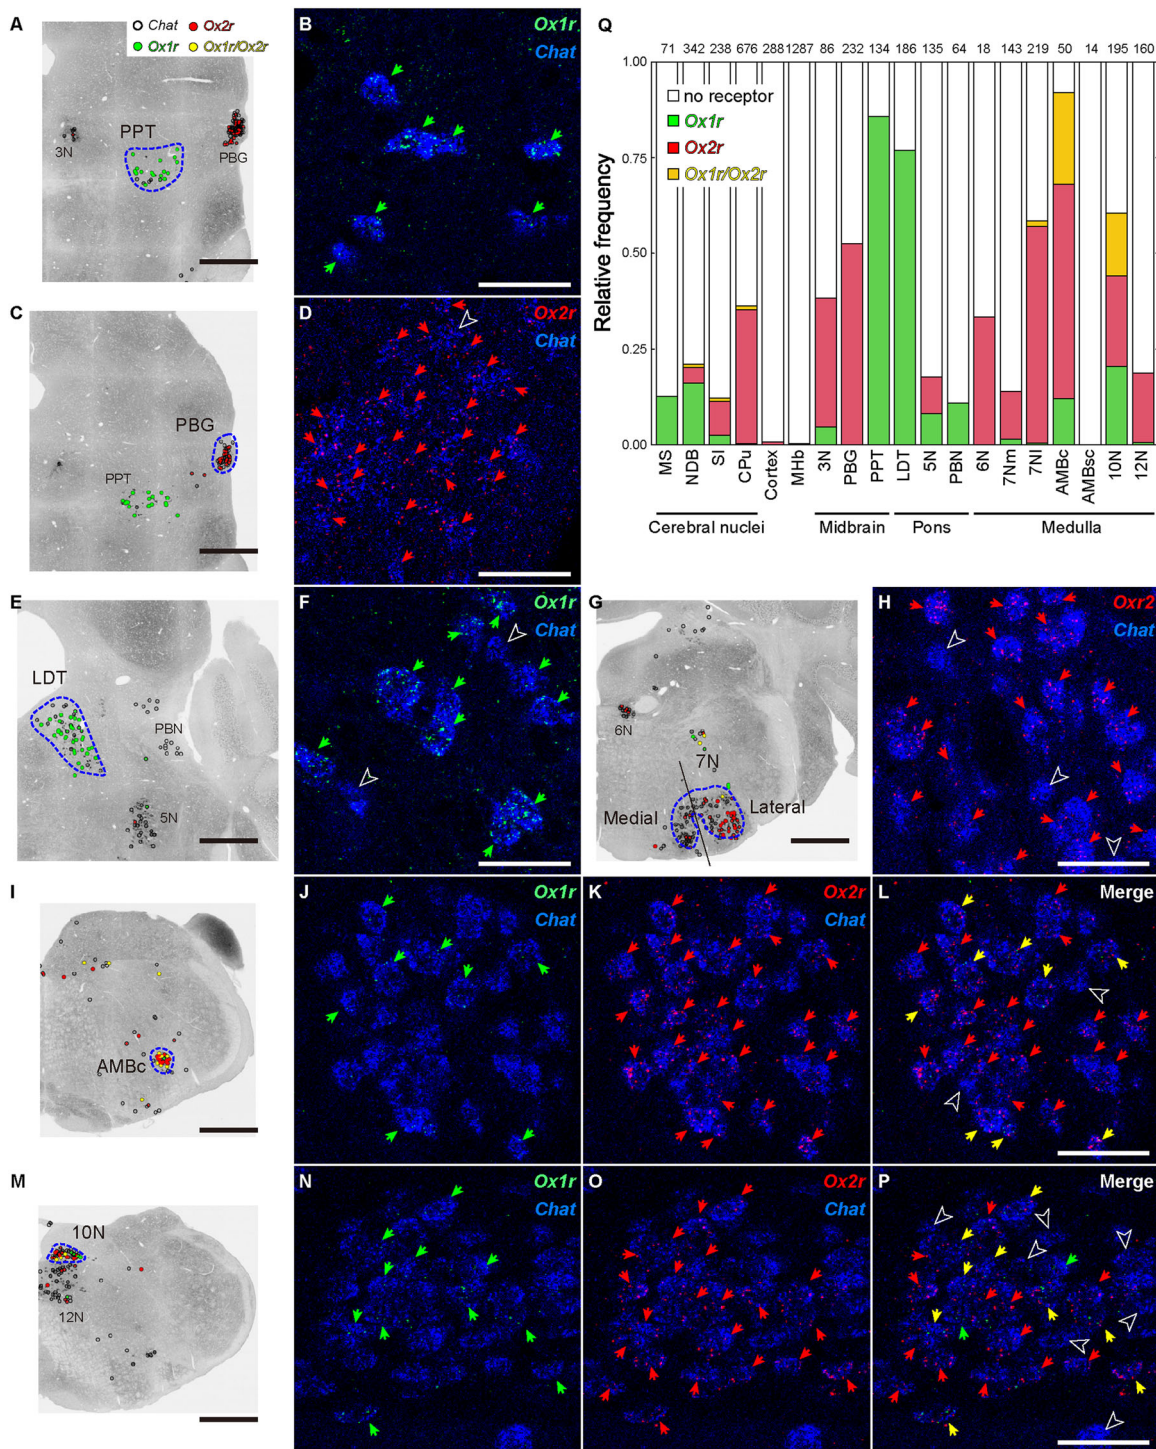 A
Chat Ox2r
Ox1r Ox1r/Ox2r
PPT
3N
PBG
B
Ox1r
Chat
C
PBG
PPT
D
Ox2r
Chat
Q
71 342 238 676 288 1287 86 232 134 186 135 64 18 143 219 50 14 195 160
1.00
0.75
0.50
0.25
0.00
Relative frequency
no receptor
Ox1r
Ox2r
Ox1r/Ox2r
MS NDB SI CPu Cortex MHb 3N PBG PPT LDT 5N PBN 6N 7Nm 7Nl AMBc AMBsc 10N 12N
Cerebral nuclei Midbrain Pons Medulla
E
LDT
PBN
5N
F
Ox1r
Chat
G
6N
7N
Medial Lateral
H
Oxr2
Chat
I
AMBc
J
Ox1r
Chat
K
Ox2r
Chat
L
Merge
M
10N
12N
N
Ox1r
Chat
O
Ox2r
Chat
P
Merge